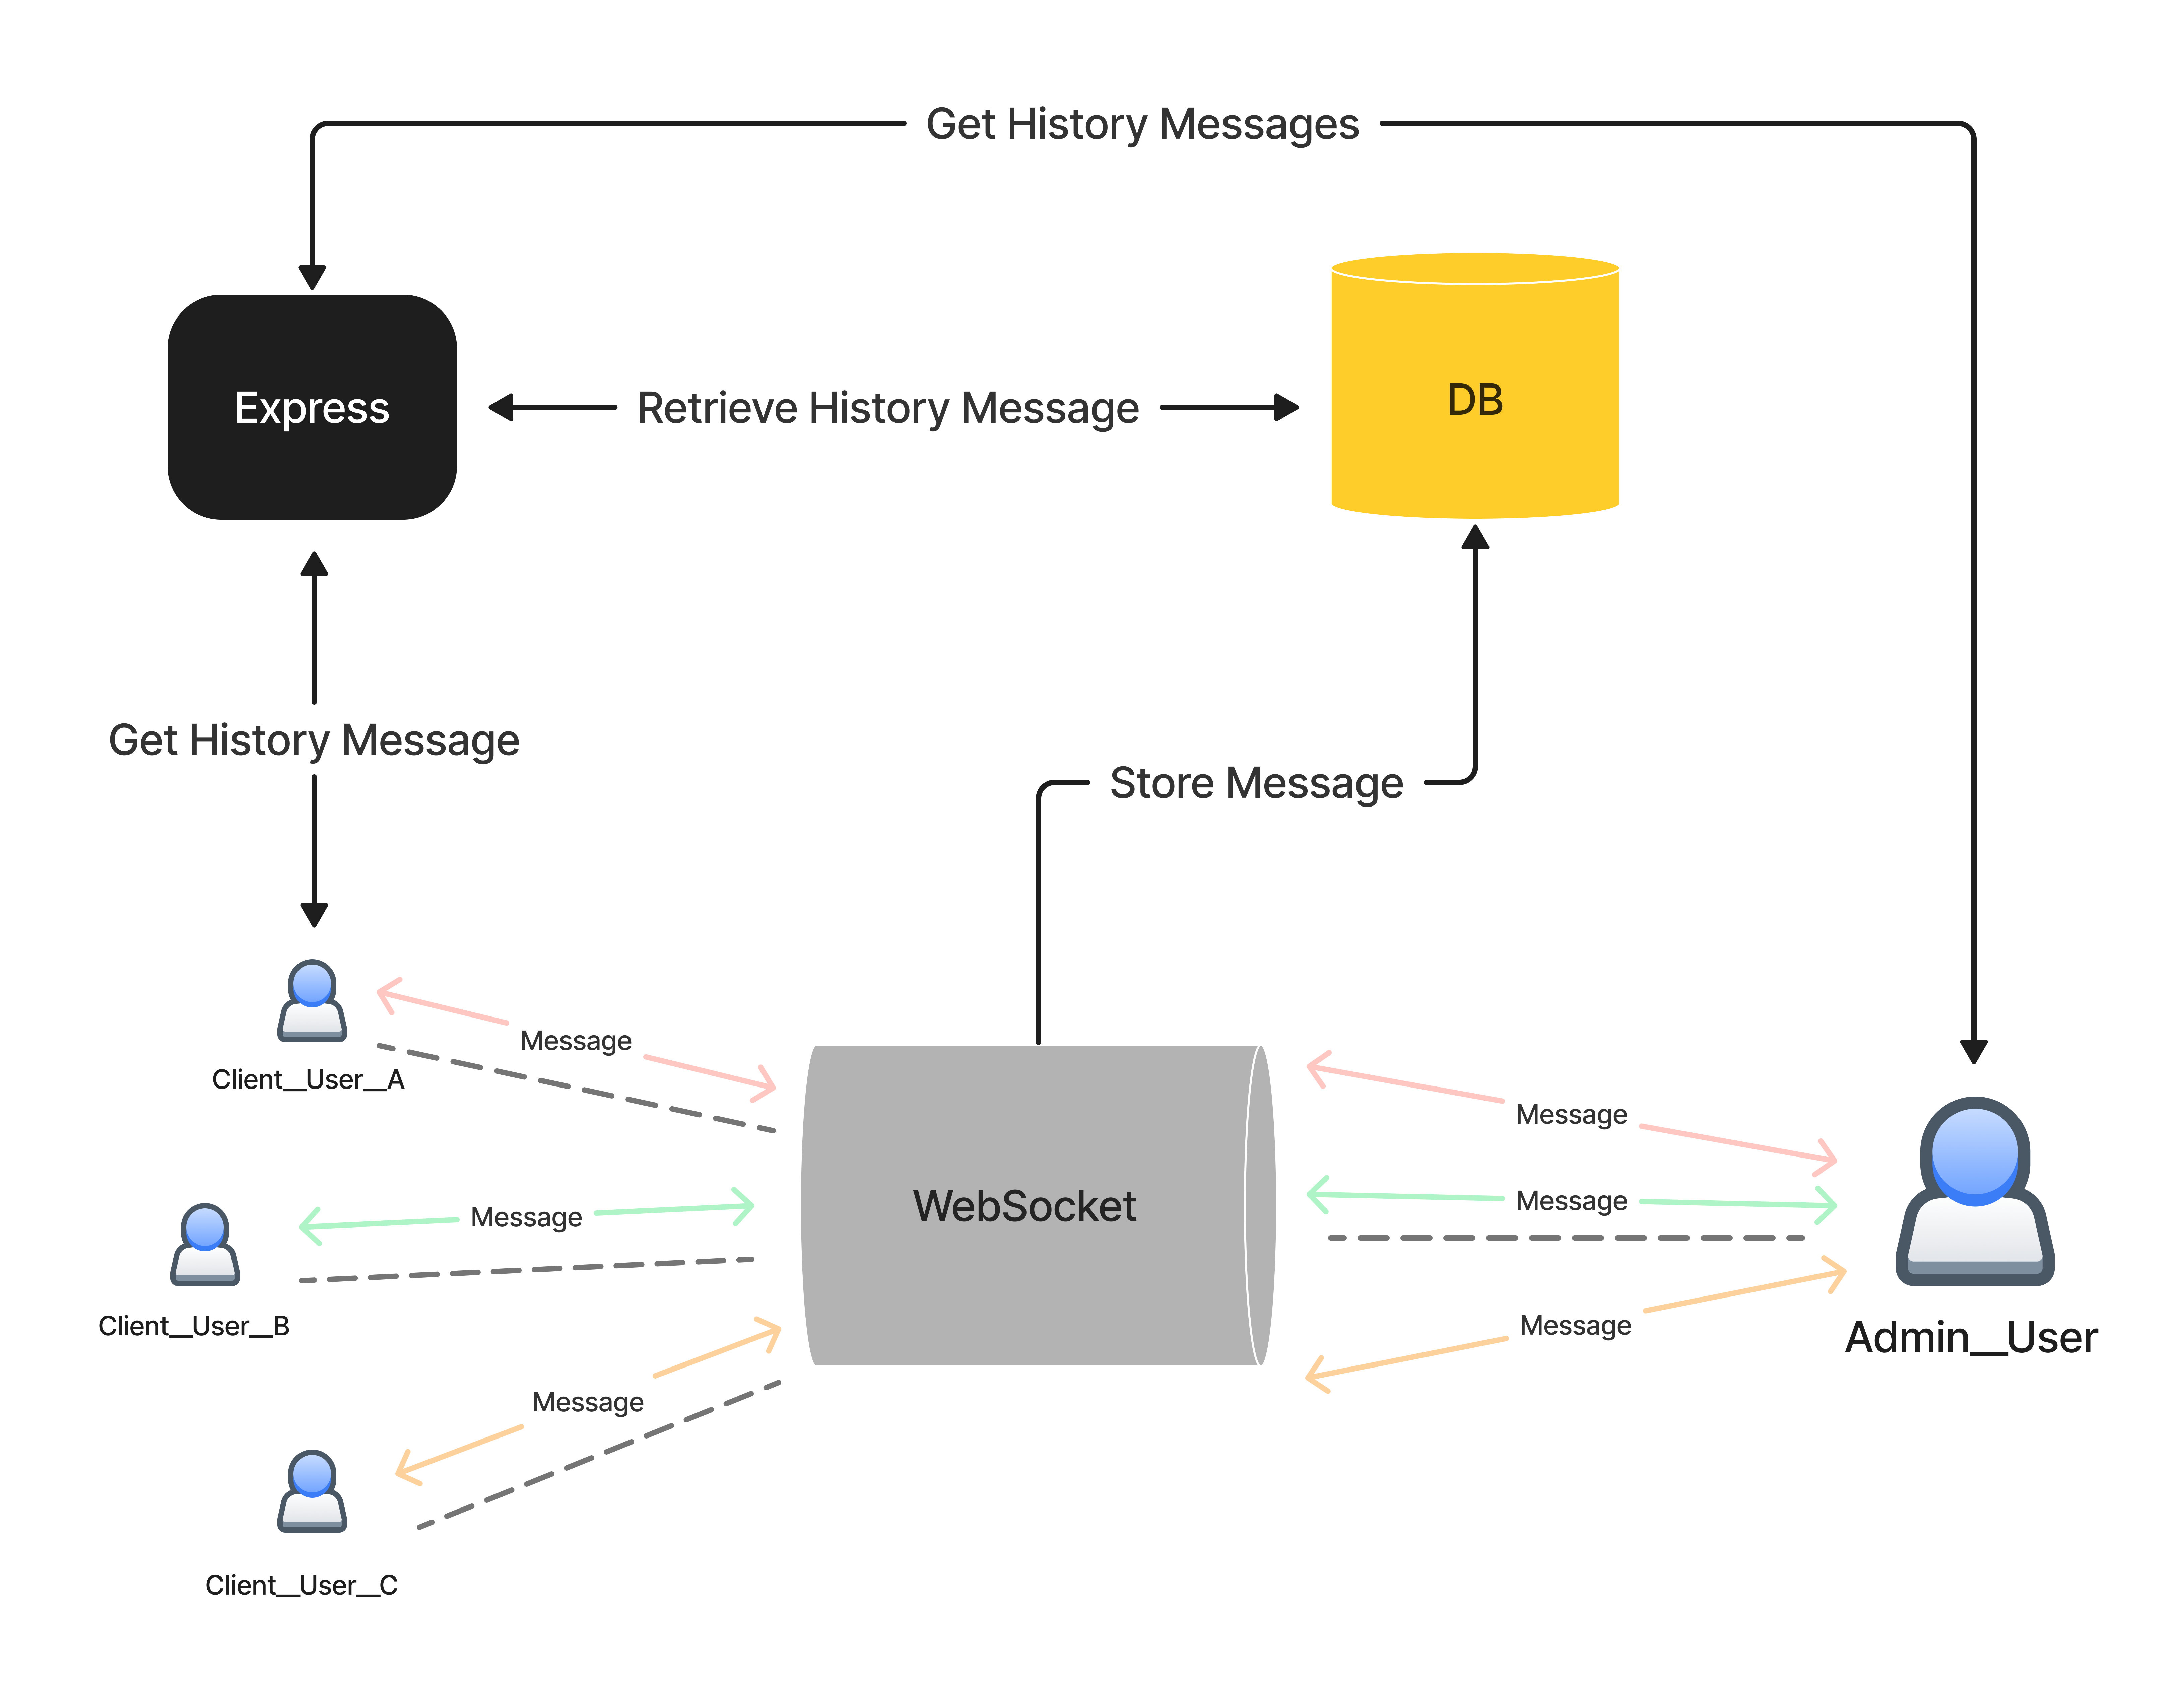 Get History Messages
Express
Retrieve History Message
DB
Get History Message
Store Message
Message
Client__User__A
Message
Message
WebSocket
Message
Message
Client__User__B
Message
Admin__User
Message
Client__User__C